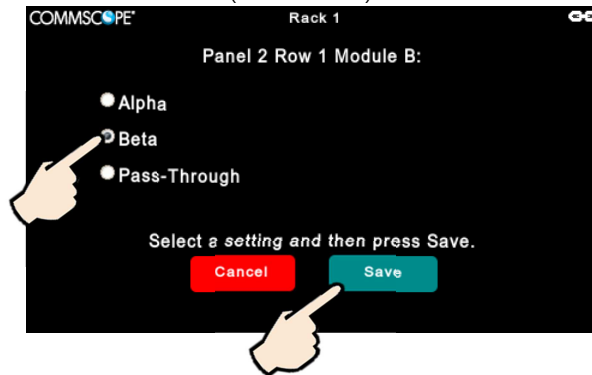 COMMSCOPE® Rack 1
Panel 2 Row 1 Module B:
Alpha
Beta
Pass-Through
Select a setting and then press Save.
Cancel Save